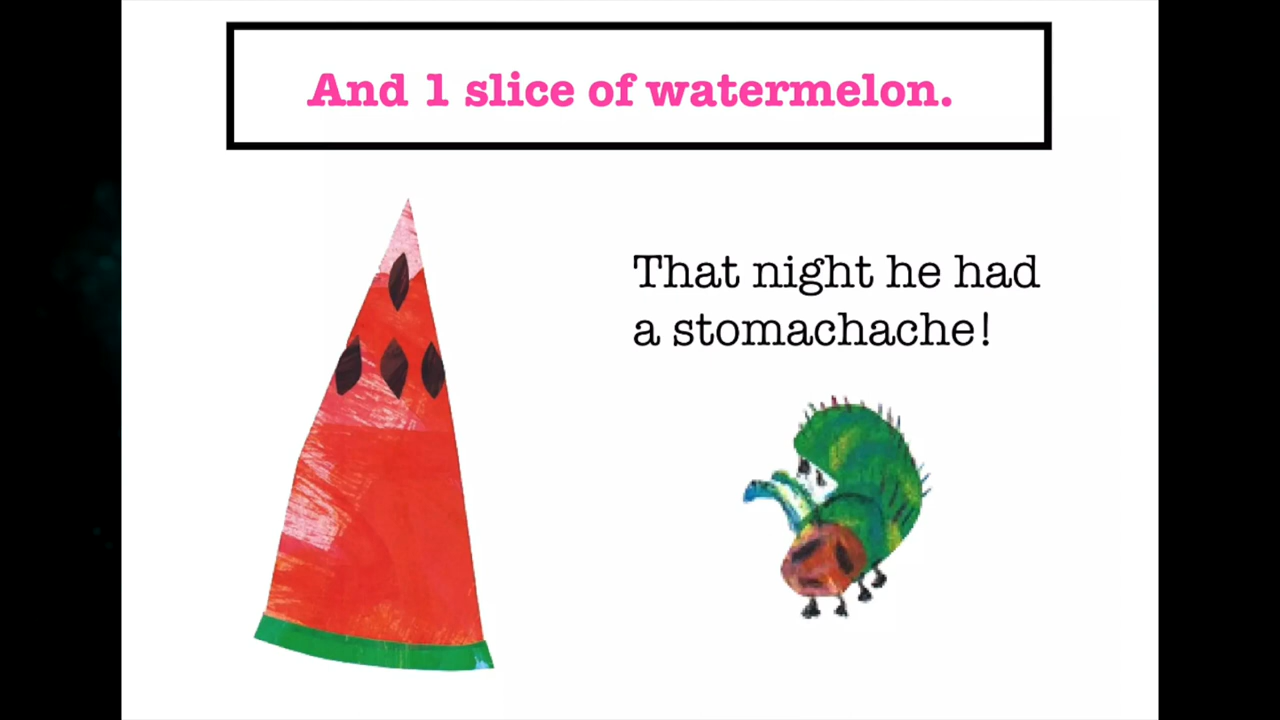 And 1 slice of watermelon.
That night he had
a stomachache!